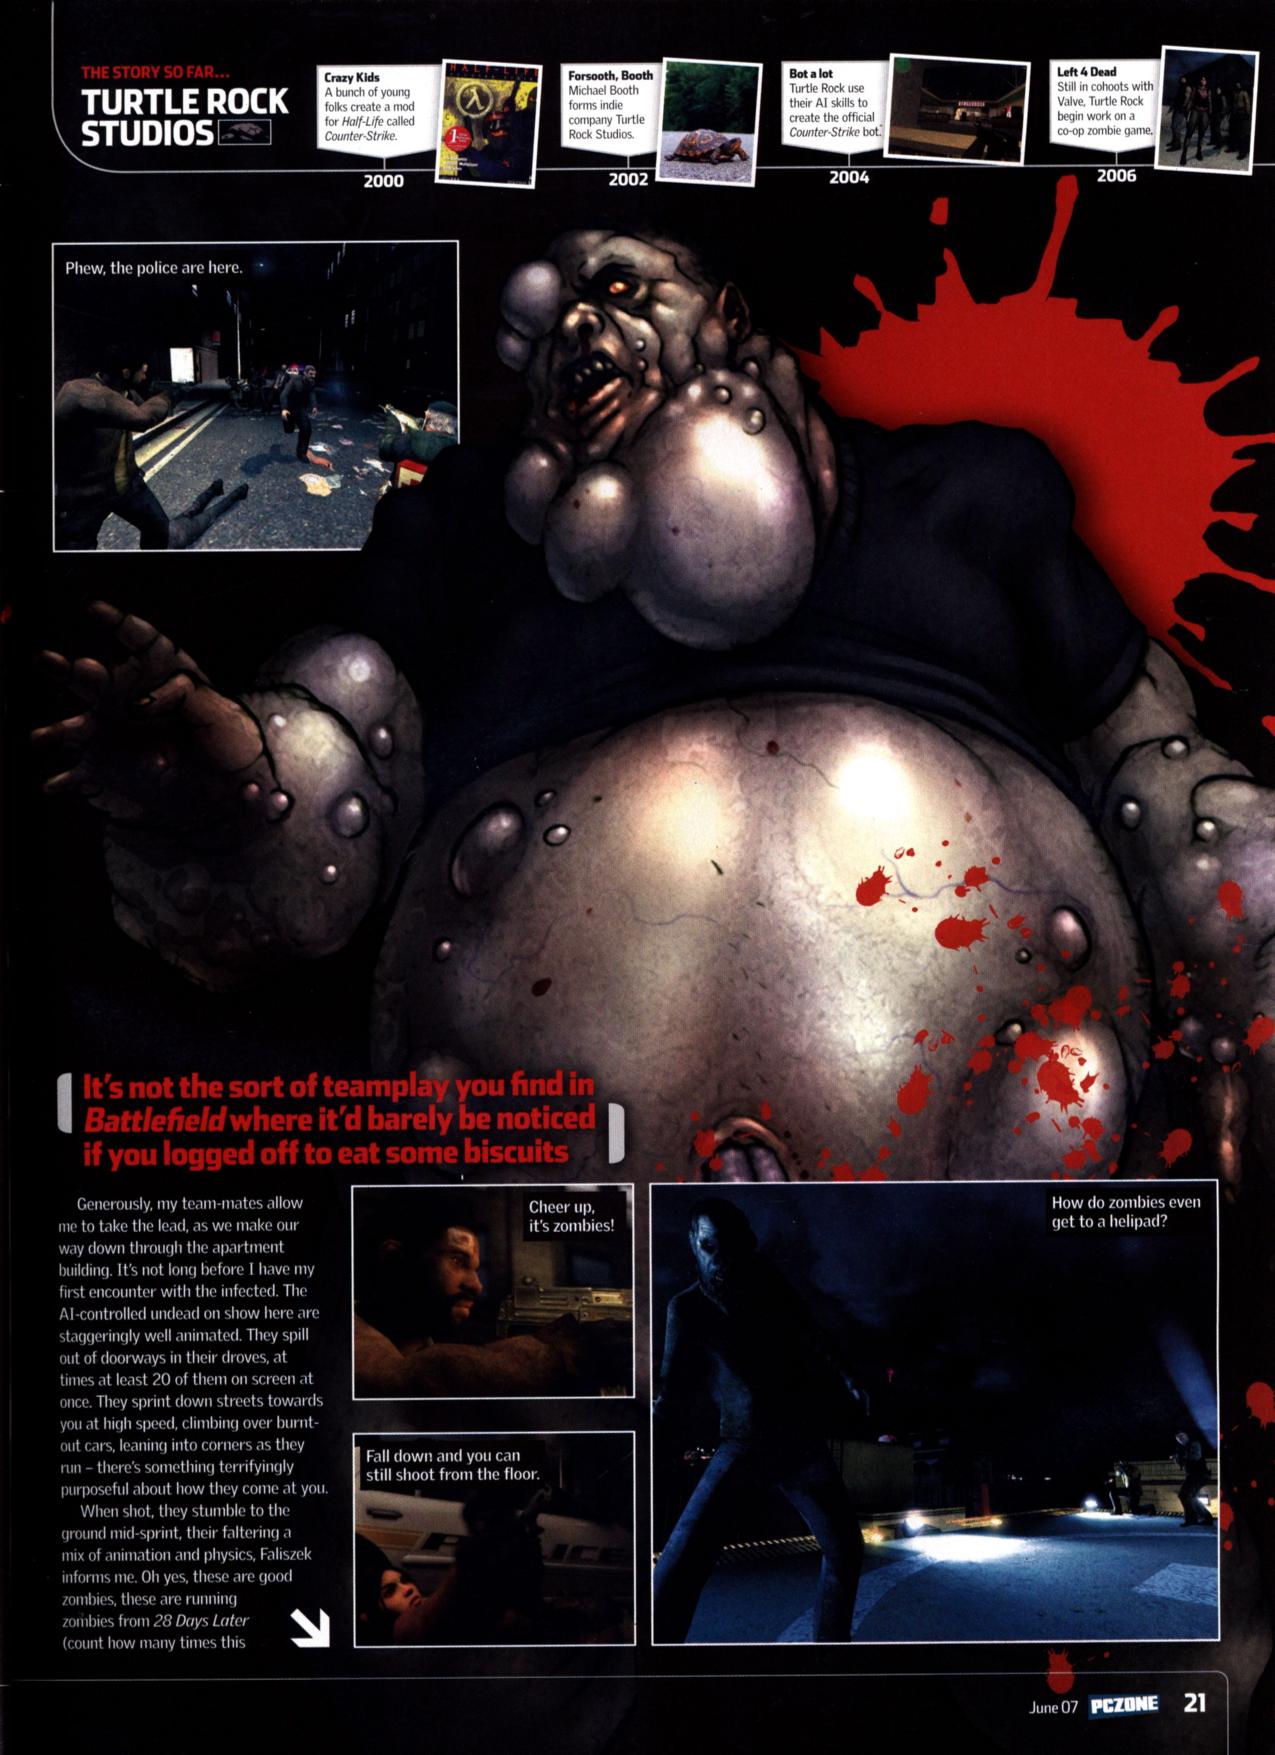 THE STORY SO FAR...
TURTLE ROCK
STUDIOS
Crazy Kids
A bunch of young
folks create a mod
for Half-Life called
Counter-Strike.
2000
HALF-LIFE
Forsooth, Booth
Michael Booth
forms indie
company Turtle
Rock Studios.
2002
Bot a lot
Turtle Rock use
their AI skills to
create the official
Counter-Strike bot.
2004
Left 4 Dead
Still in cohoots with
Valve, Turtle Rock
begin work on a
co-op zombie game.
2006
Phew, the police are here.
It's not the sort of teamplay you find in
Battlefield where it'd barely be noticed
if you logged off to eat some biscuits
Generously, my team-mates allow
me to take the lead, as we make our
way down through the apartment
building. It's not long before I have my
first encounter with the infected. The
AI-controlled undead on show here are
staggeringly well animated. They spill
out of doorways in their droves, at
times at least 20 of them on screen at
once. They sprint down streets towards
you at high speed, climbing over burnt-
out cars, leaning into corners as they
run – there's something terrifyingly
purposeful about how they come at you.
When shot, they stumble to the
ground mid-sprint, their faltering a
mix of animation and physics, Faliszek
informs me. Oh yes, these are good
zombies, these are running
zombies from 28 Days Later
(count how many times this
Cheer up,
it's zombies!
Fall down and you can
still shoot from the floor.
How do zombies even
get to a helipad?
June 07 PCZONE 21